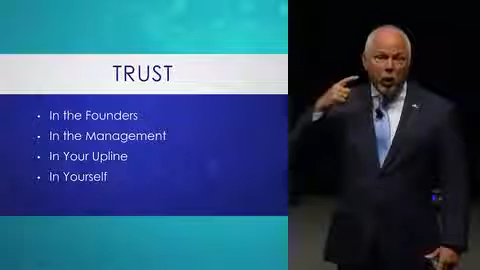 TRUST
• In the Founders
• In the Management
• In Your Upline
• In Yourself